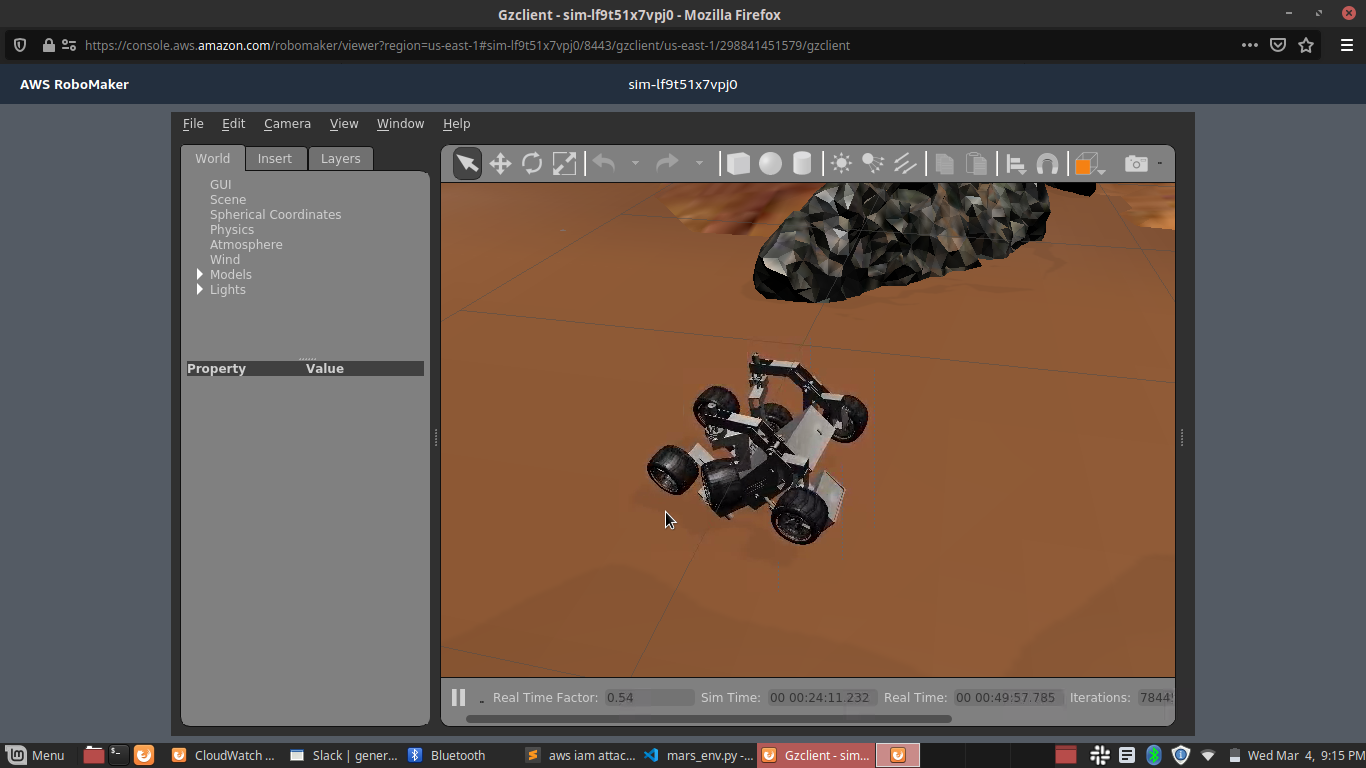 Gzclient - sim-lf9t51x7vpj0 - Mozilla Firefox
https://console.aws.amazon.com/robomaker/viewer?region=us-east-1#sim-lf9t51x7vpj0/8443/gzclient/us-east-1/298841451579/gzclient
AWS RoboMaker sim-lf9t51x7vpj0
File Edit Camera View Window Help
World Insert Layers
GUI
Scene
Spherical Coordinates
Physics
Atmosphere
Wind
Models
Lights
Property Value
Real Time Factor: 0.54 Sim Time: 00 00:24:11.232 Real Time: 00 00:49:57.785 Iterations: 7844
Menu CloudWatch ... Slack | gener... Bluetooth aws iam attac... mars_env.py -... Gzclient - sim... Wed Mar 4, 9:15 PM